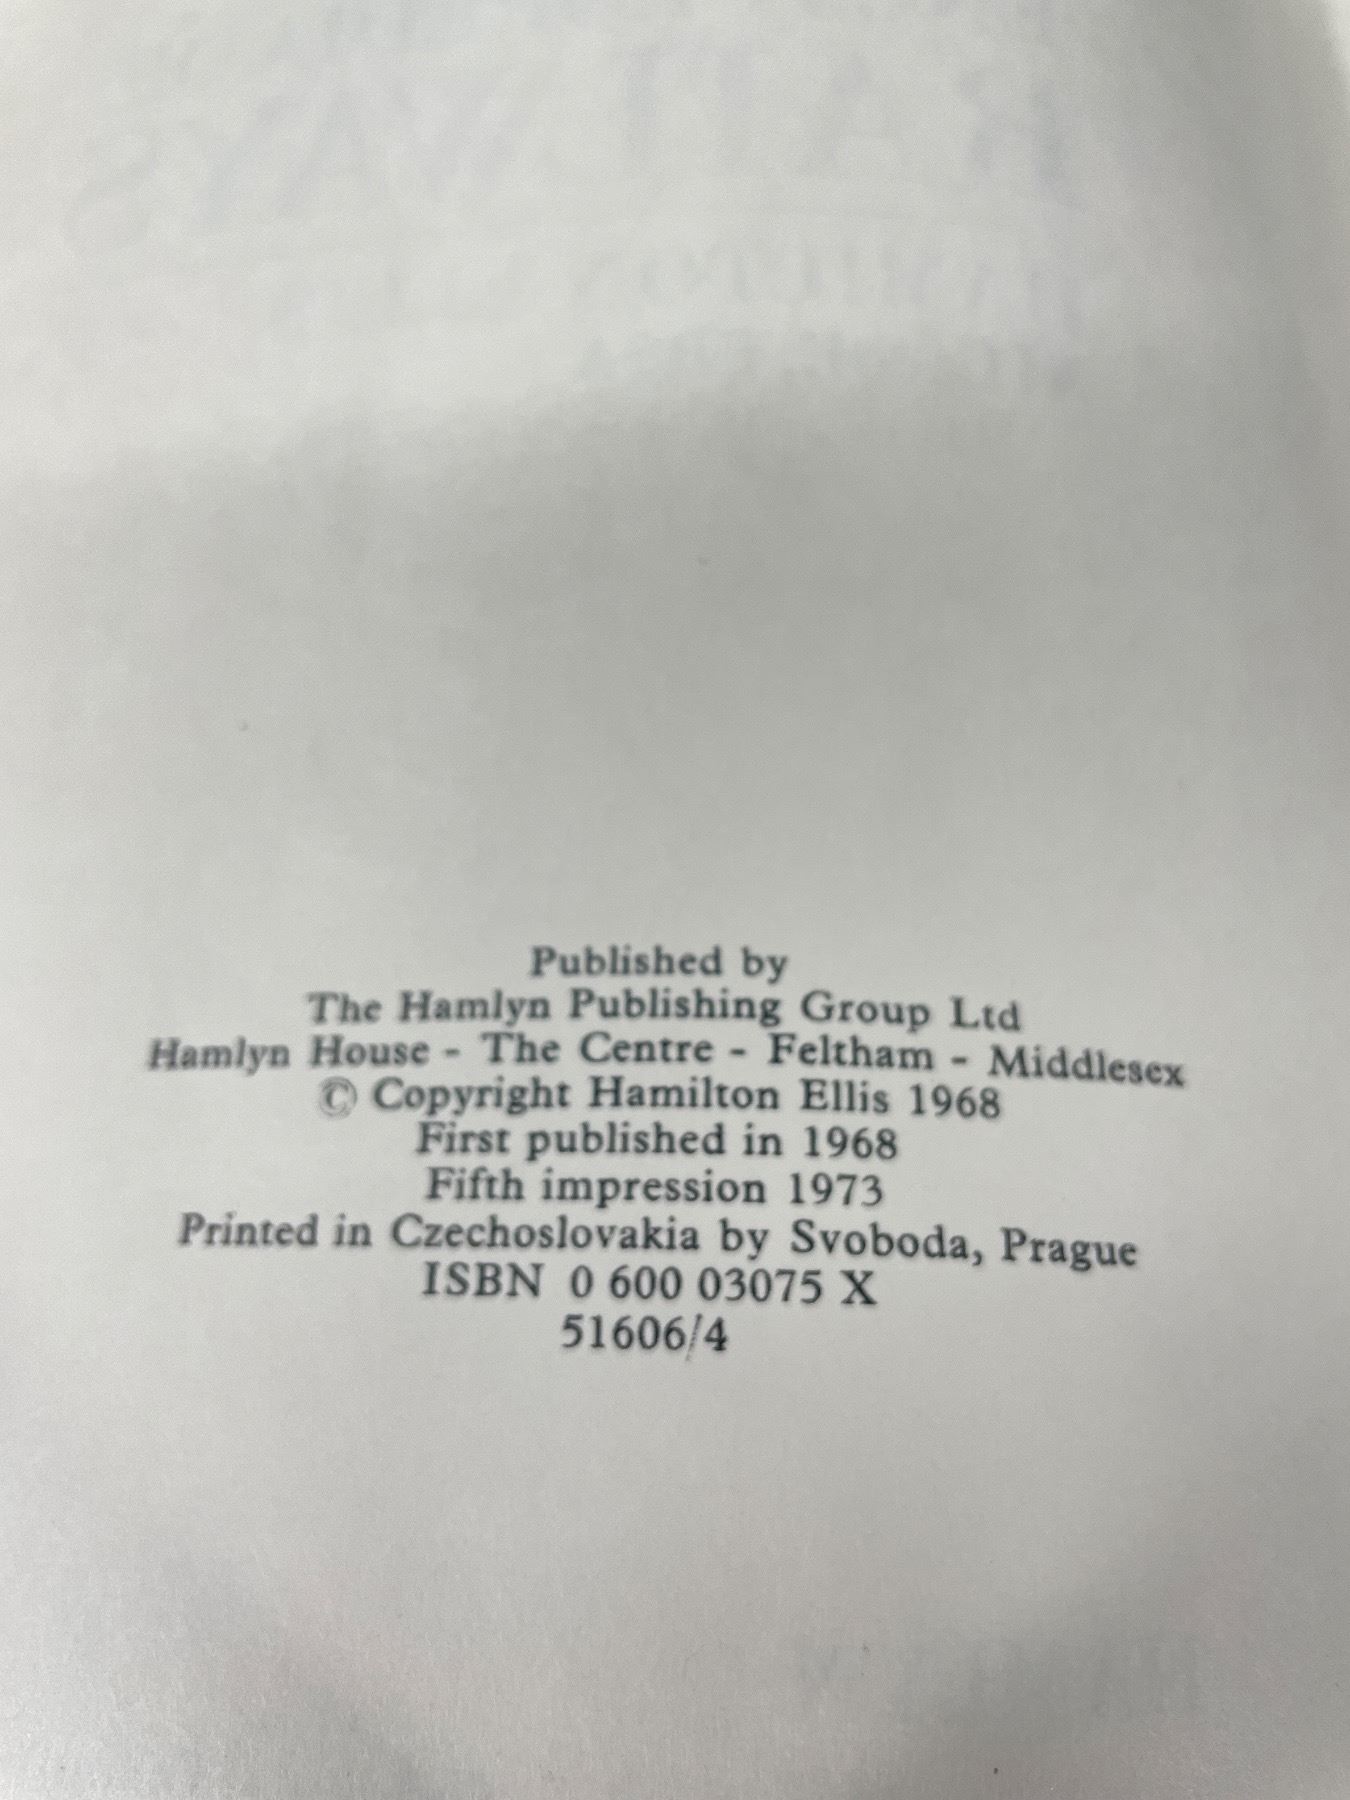 Published by
The Hamlyn Publishing Group Ltd
Hamlyn House - The Centre - Feltham - Middlesex
© Copyright Hamilton Ellis 1968
First published in 1968
Fifth impression 1973
Printed in Czechoslovakia by Svoboda, Prague
ISBN 0 600 03075 X
51606/4